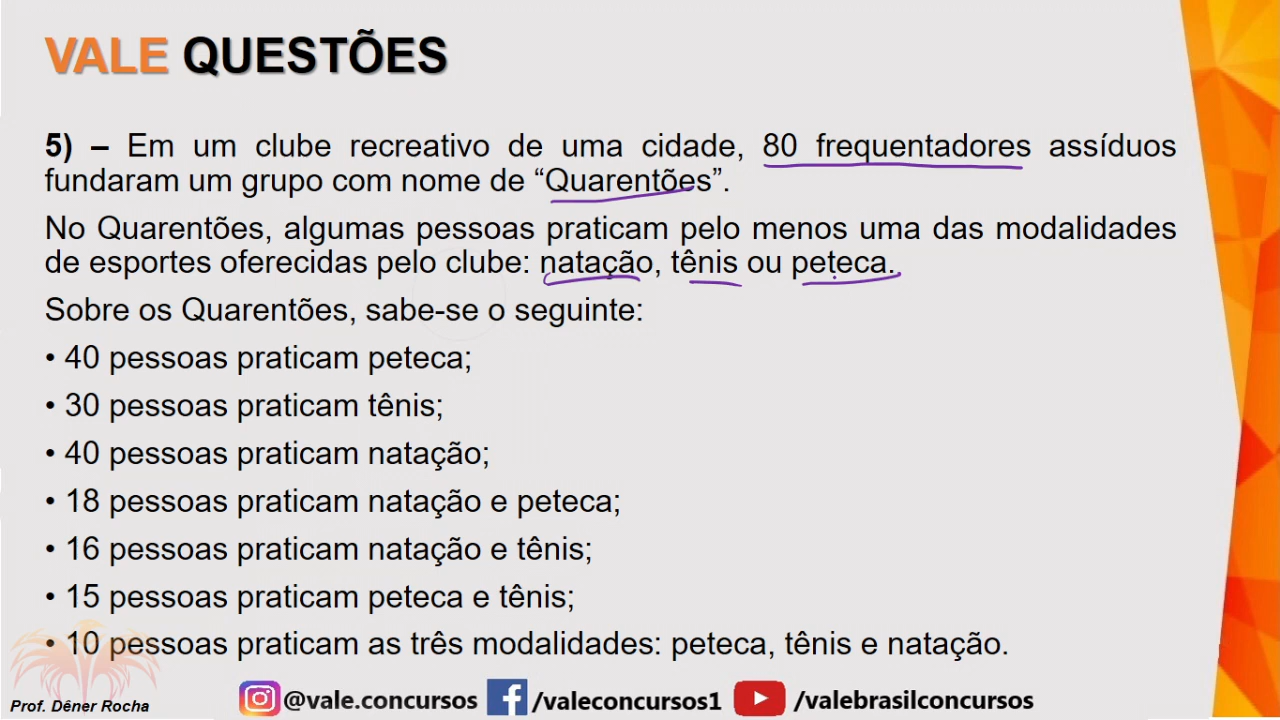 VALE QUESTÕES
5) – Em um clube recreativo de uma cidade, 80 frequentadores assíduos
fundaram um grupo com nome de “Quarentões”.
No Quarentões, algumas pessoas praticam pelo menos uma das modalidades
de esportes oferecidas pelo clube: natação, tênis ou peteca.
Sobre os Quarentões, sabe-se o seguinte:
• 40 pessoas praticam peteca;
• 30 pessoas praticam tênis;
• 40 pessoas praticam natação;
• 18 pessoas praticam natação e peteca;
• 16 pessoas praticam natação e tênis;
• 15 pessoas praticam peteca e tênis;
• 10 pessoas praticam as três modalidades: peteca, tênis e natação.
Prof. Dêner Rocha
@vale.concursos /valeconcursos1 /valebrasilconcursos